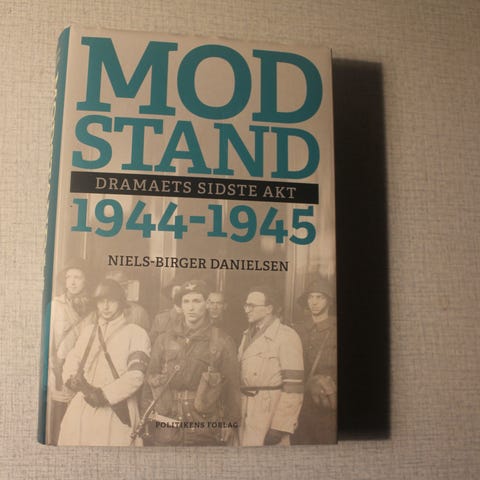 MOD
STAND
DRAMAETS SIDSTE AKT
1944-1945
NIELS-BIRGER DANIELSEN
POLITIKENS FORLAG